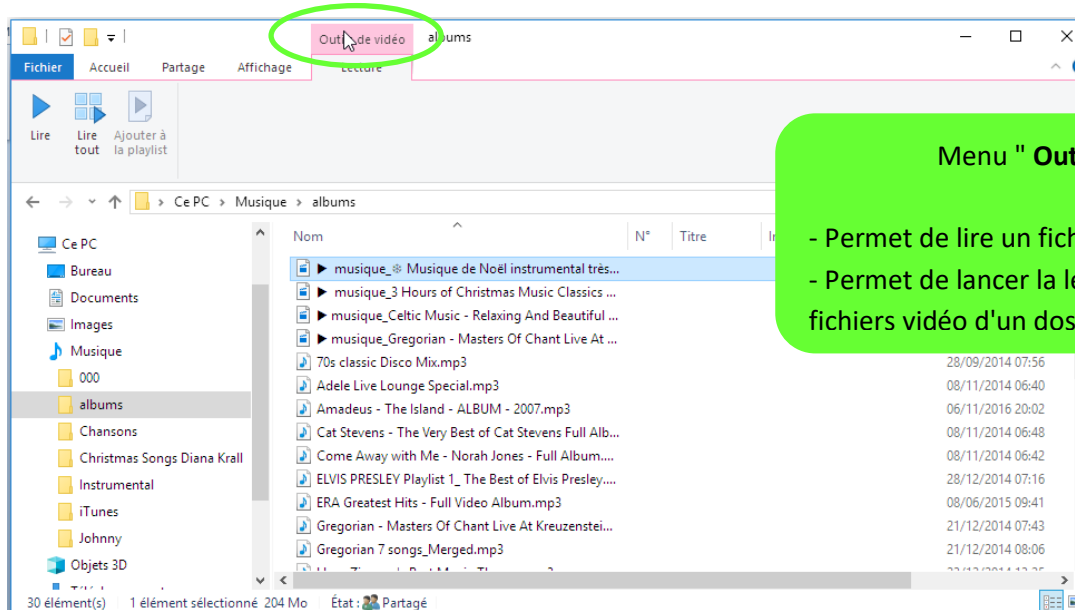 Outils de vidéo albums
Fichier Accueil Partage Affichage Lecture
Lire
Lire tout
Ajouter à la playlist
Menu " Out
- Permet de lire un fich
- Permet de lancer la le
fichiers vidéo d'un dos
Ce PC > Musique > albums
Ce PC
Bureau
Documents
Images
Musique
000
albums
Chansons
Christmas Songs Diana Krall
Instrumental
iTunes
Johnny
Objets 3D
Nom N° Titre
▶ musique_❄ Musique de Noël instrumental très...
▶ musique_3 Hours of Christmas Music Classics ...
▶ musique_Celtic Music - Relaxing And Beautiful ...
▶ musique_Gregorian - Masters Of Chant Live At ...
70s classic Disco Mix.mp3 28/09/2014 07:56
Adele Live Lounge Special.mp3 08/11/2014 06:40
Amadeus - The Island - ALBUM - 2007.mp3 06/11/2016 20:02
Cat Stevens - The Very Best of Cat Stevens Full Alb... 08/11/2014 06:48
Come Away with Me - Norah Jones - Full Album.... 08/11/2014 06:42
ELVIS PRESLEY Playlist 1_ The Best of Elvis Presley.... 28/12/2014 07:16
ERA Greatest Hits - Full Video Album.mp3 08/06/2015 09:41
Gregorian - Masters Of Chant Live At Kreuzenstei... 21/12/2014 07:43
Gregorian 7 songs_Merged.mp3 21/12/2014 08:06
30 élément(s) 1 élément sélectionné 204 Mo État : Partagé